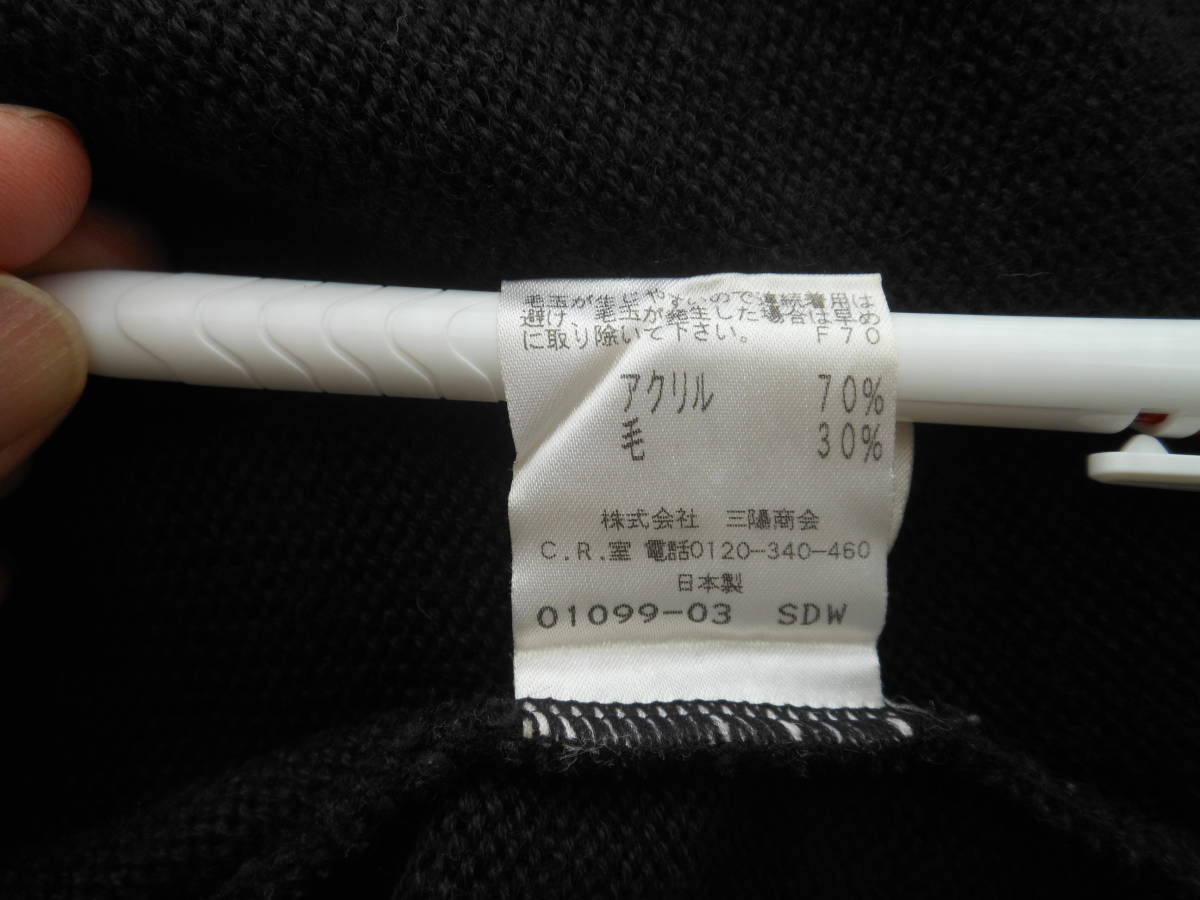 毛玉が生じやすいので連続着用は
避け 毛玉が発生した場合は早め
に取り除いて下さい。 F70
アクリル 70%
毛 30%
株式会社 三陽商会
C.R.室 電話0120-340-460
日本製
01099-03 SDW